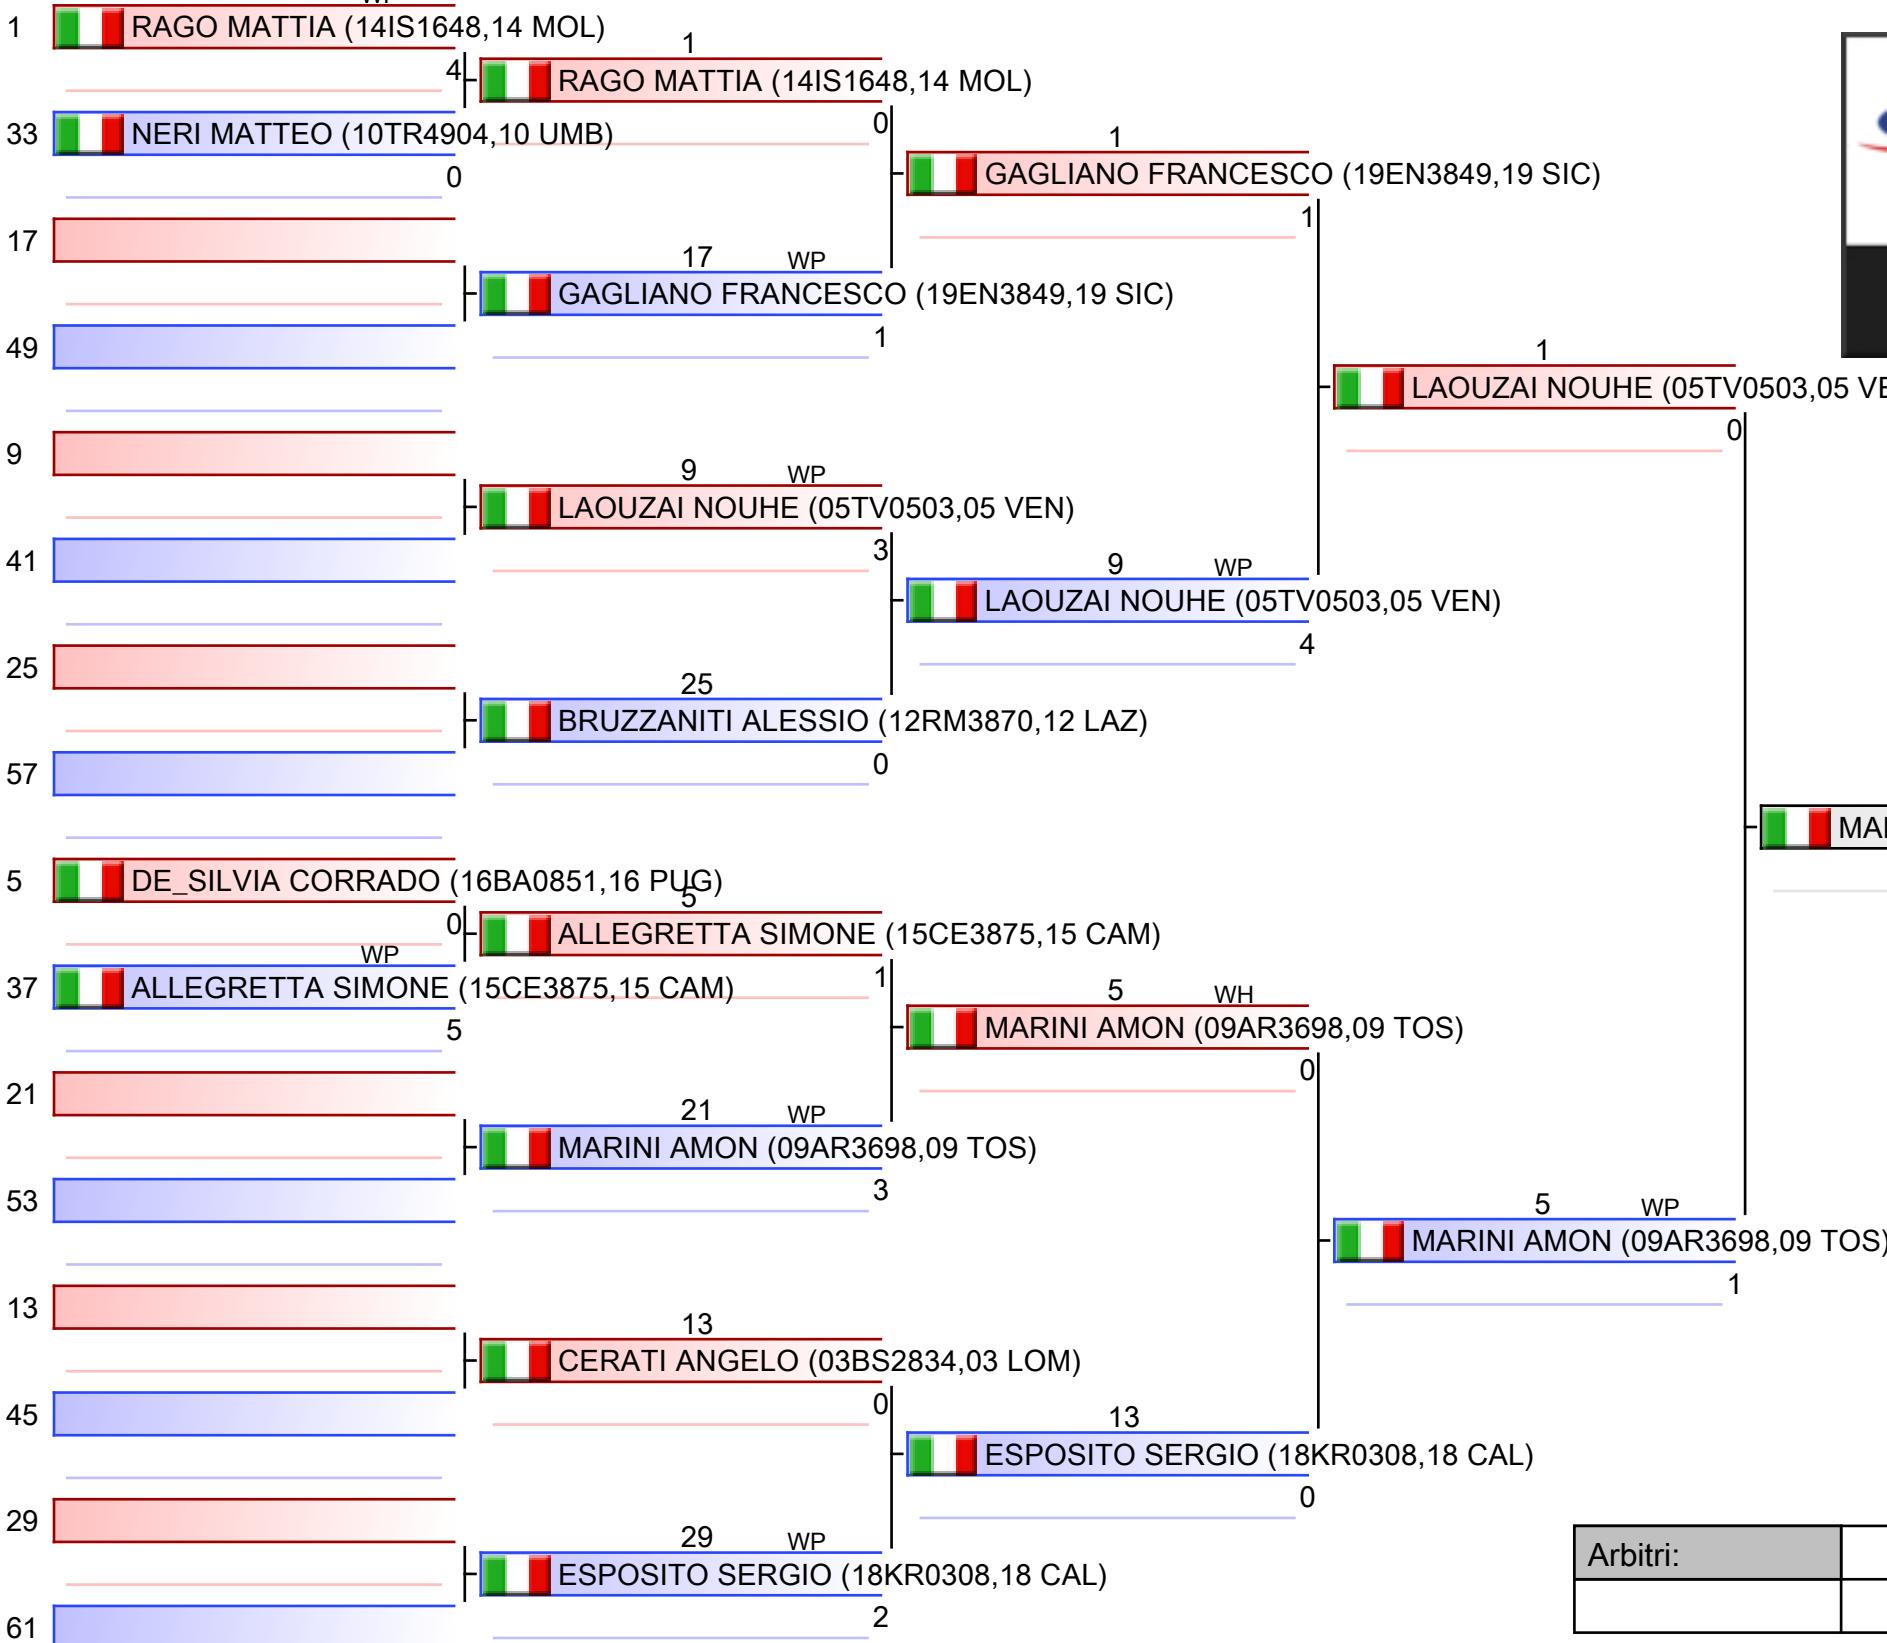 WP
1 RAGO MATTIA (14IS1648,14 MOL)
4
1
RAGO MATTIA (14IS1648,14 MOL)
0
33 NERI MATTEO (10TR4904,10 UMB)
0
1
GAGLIANO FRANCESCO (19EN3849,19 SIC)
1
17
17 WP
GAGLIANO FRANCESCO (19EN3849,19 SIC)
1
49
1
LAOUZAI NOUHE (05TV0503,05 VE
0
9
9 WP
LAOUZAI NOUHE (05TV0503,05 VEN)
3
41
9 WP
LAOUZAI NOUHE (05TV0503,05 VEN)
4
25
25
BRUZZANITI ALESSIO (12RM3870,12 LAZ)
0
57
5 DE_SILVIA CORRADO (16BA0851,16 PUG)
0
5
ALLEGRETTA SIMONE (15CE3875,15 CAM)
1
WP
37 ALLEGRETTA SIMONE (15CE3875,15 CAM)
5
5 WH
MARINI AMON (09AR3698,09 TOS)
0
21
21 WP
MARINI AMON (09AR3698,09 TOS)
3
53
5 WP
MARINI AMON (09AR3698,09 TOS)
1
13
13
CERATI ANGELO (03BS2834,03 LOM)
0
45
13
ESPOSITO SERGIO (18KR0308,18 CAL)
0
29
29 WP
ESPOSITO SERGIO (18KR0308,18 CAL)
2
61
Arbitri: